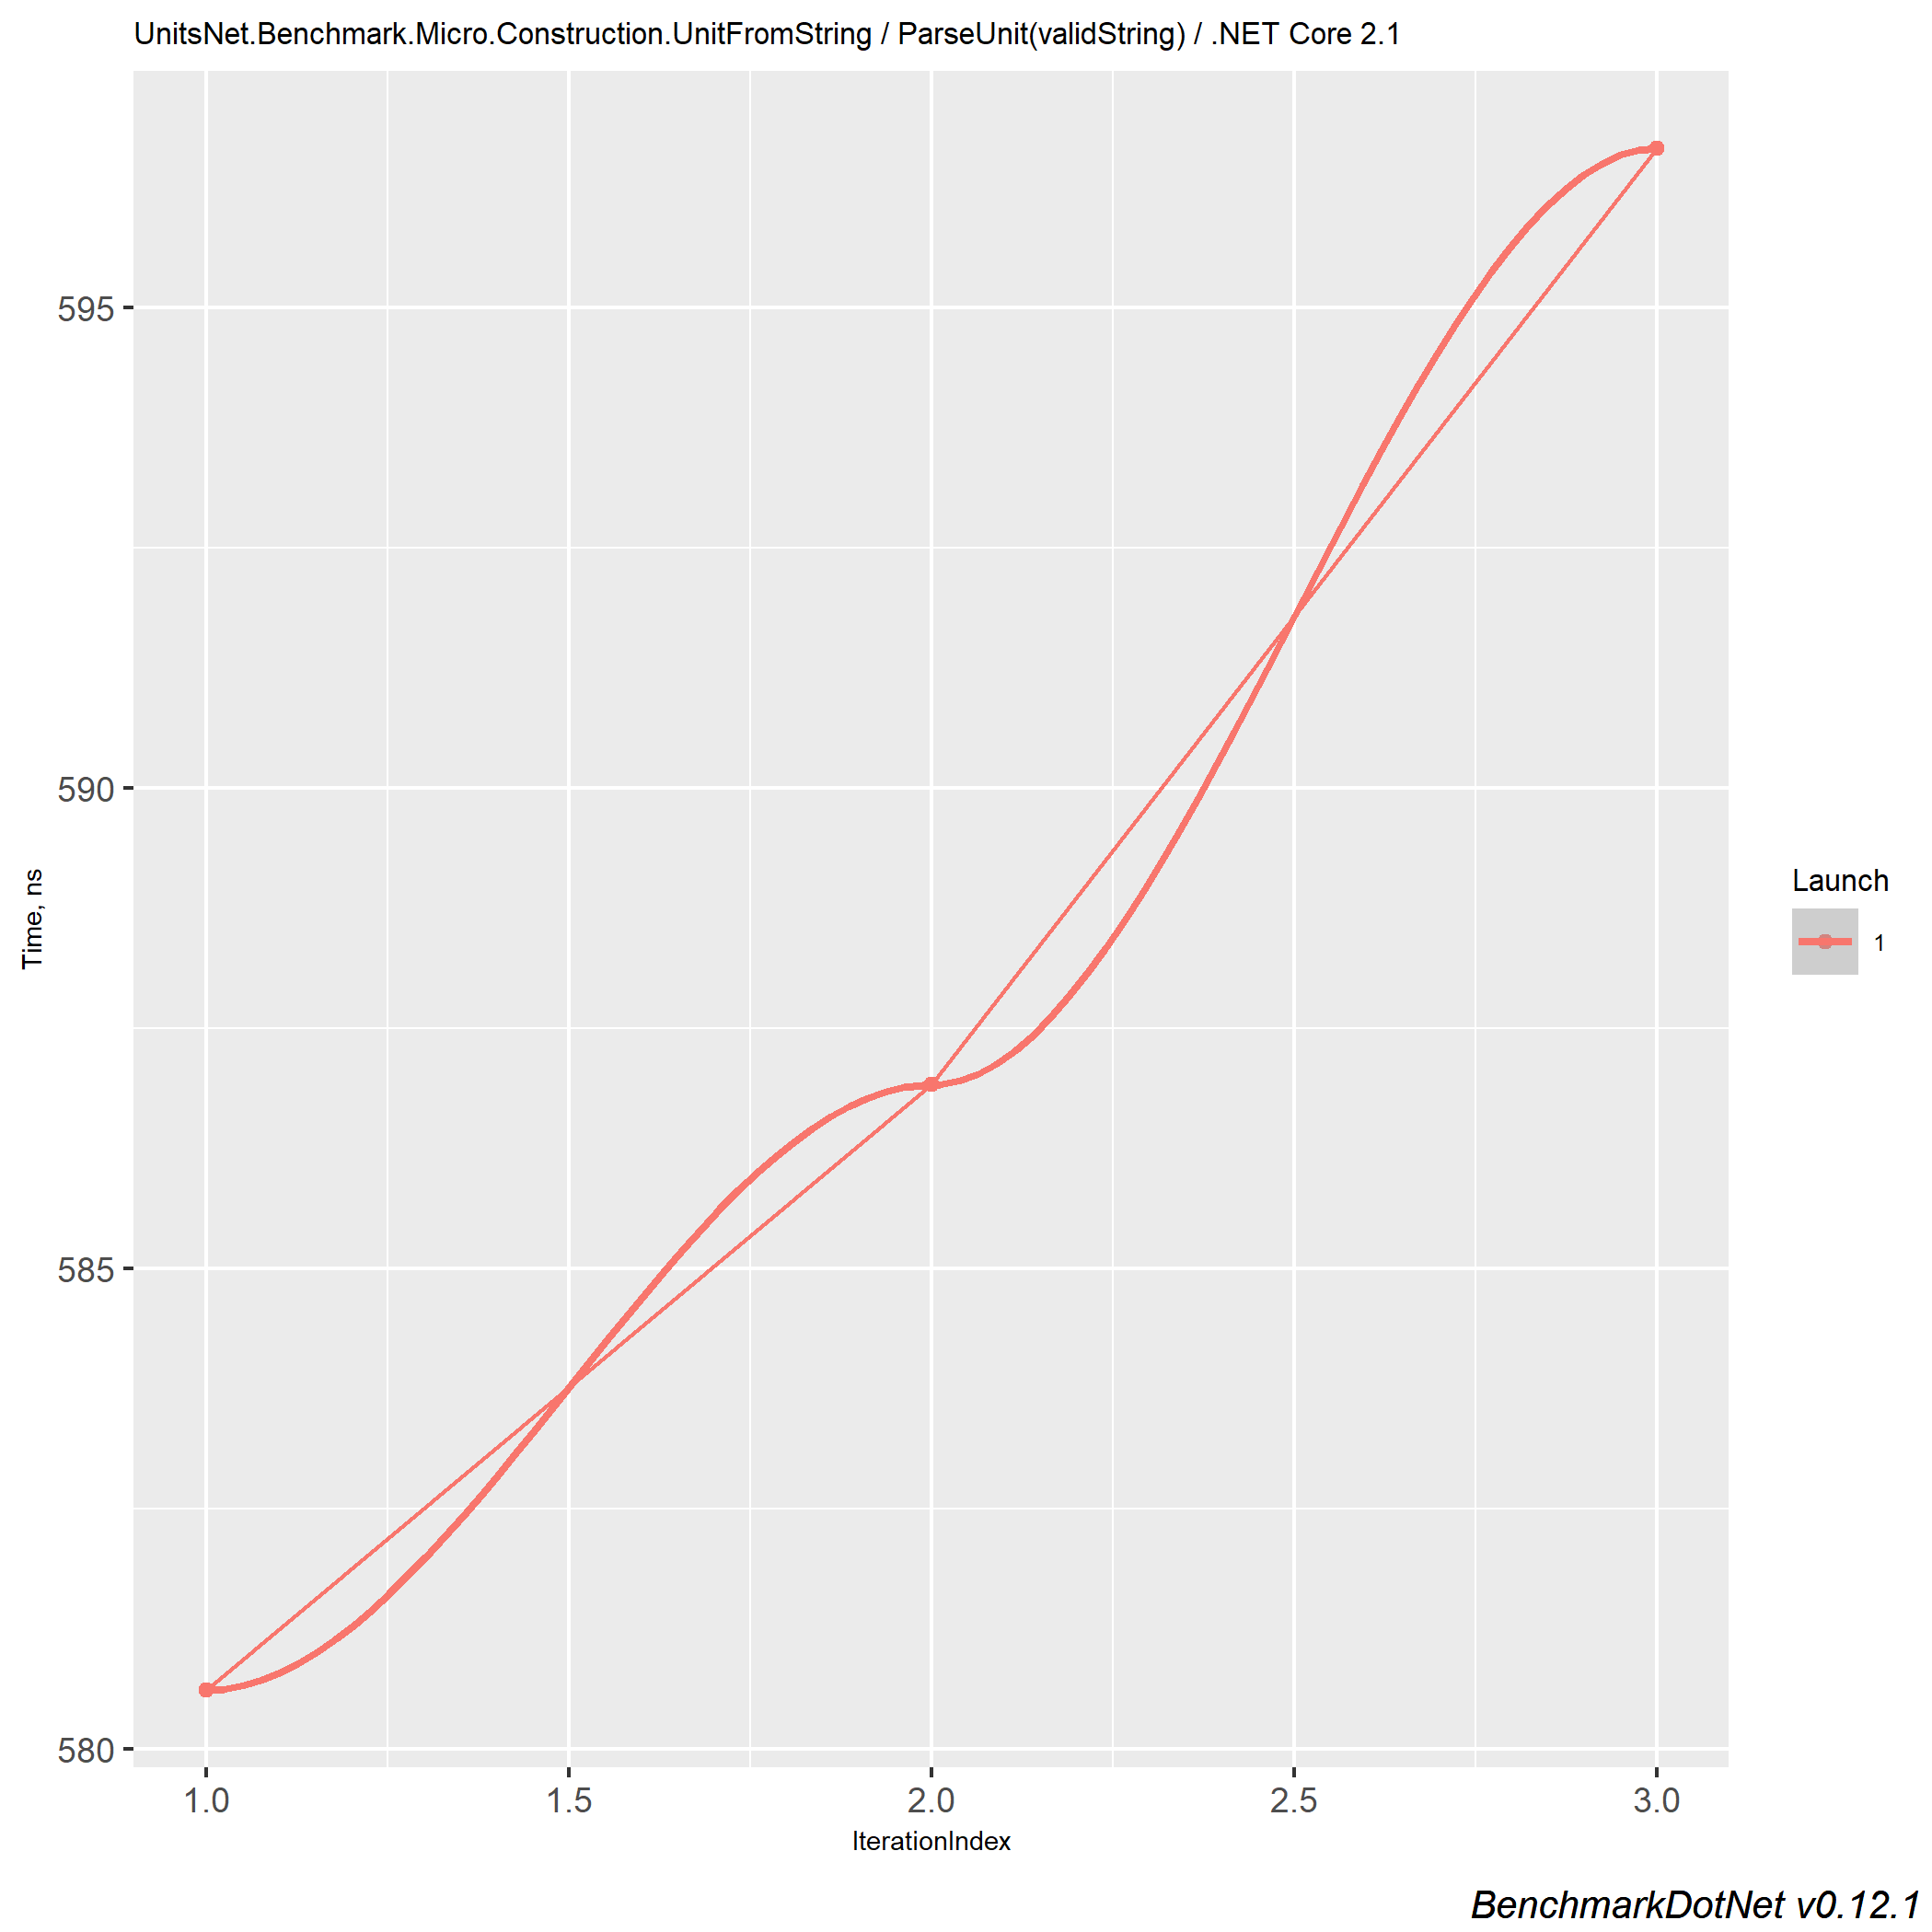 UnitsNet.Benchmark.Micro.Construction.UnitFromString / ParseUnit(validString) / .NET Core 2.1
Time, ns
595
590
585
580
1.0 1.5 2.0 2.5 3.0
IterationIndex
Launch
1
BenchmarkDotNet v0.12.1